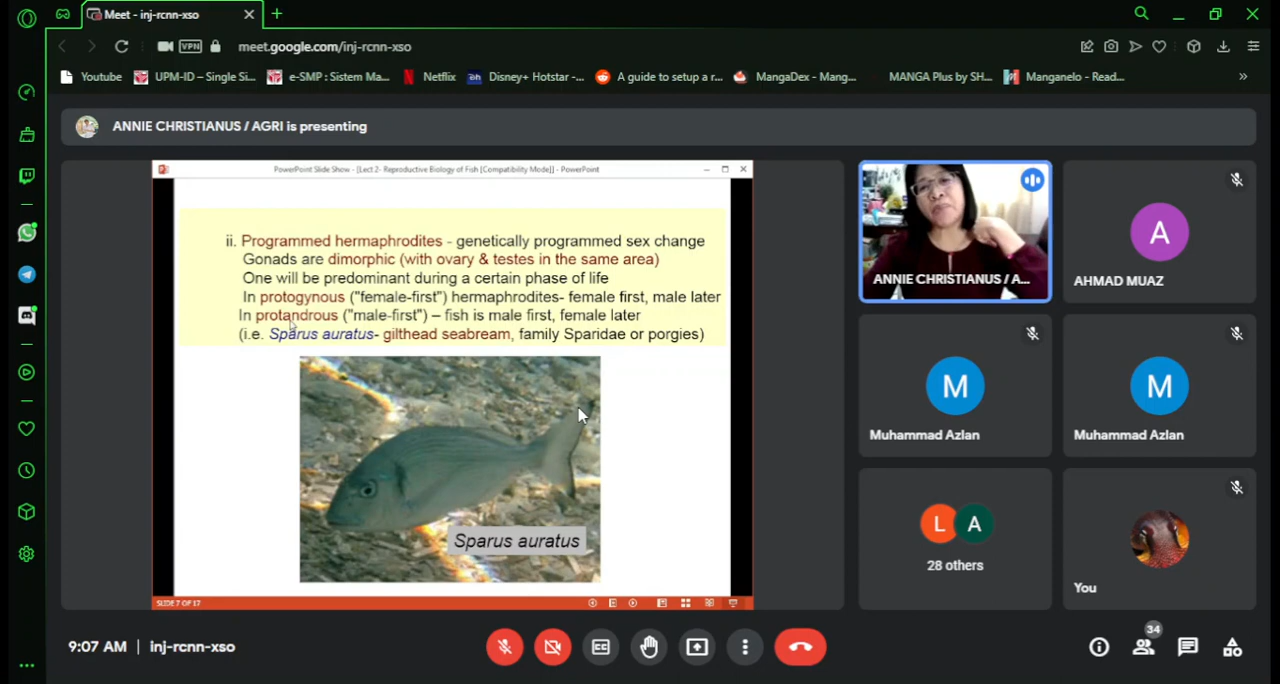 Meet - inj-rcnn-xso
VPN
meet.google.com/inj-rcnn-xso
Youtube
UPM-ID – Single Si...
e-SMP : Sistem Ma...
Netflix
Disney+ Hotstar -...
A guide to setup a r...
MangaDex - Mang...
MANGA Plus by SH...
Manganelo - Read...
ANNIE CHRISTIANUS / AGRI is presenting
PowerPoint Slide Show - [Lect 2- Reproductive Biology of Fish [Compatibility Mode]] - PowerPoint
ii. Programmed hermaphrodites - genetically programmed sex change
Gonads are dimorphic (with ovary & testes in the same area)
One will be predominant during a certain phase of life
In protogynous ("female-first") hermaphrodites- female first, male later
In protandrous ("male-first") – fish is male first, female later
(i.e. Sparus auratus- gilthead seabream, family Sparidae or porgies)
Sparus auratus
SLIDE 7 OF 17
ANNIE CHRISTIANUS / A...
A
AHMAD MUAZ
M
Muhammad Azlan
M
Muhammad Azlan
L A
28 others
You
9:07 AM | inj-rcnn-xso
CC
34